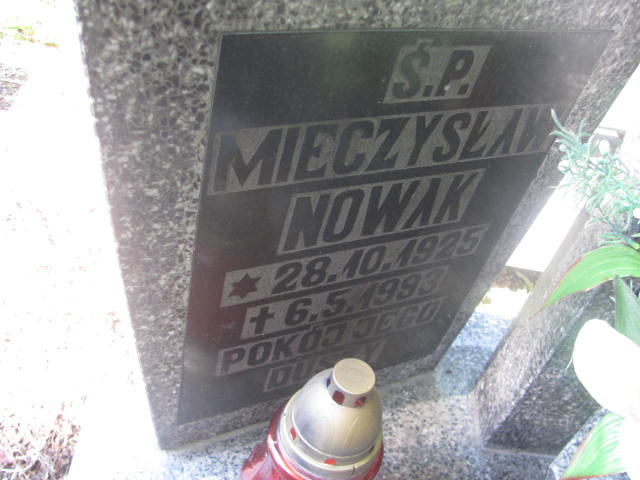 Ś.P.
MIECZYSŁAW
NOWAK
* 28.10.1925
† 6.5.1993
POKÓJ JEGO
DUSZY